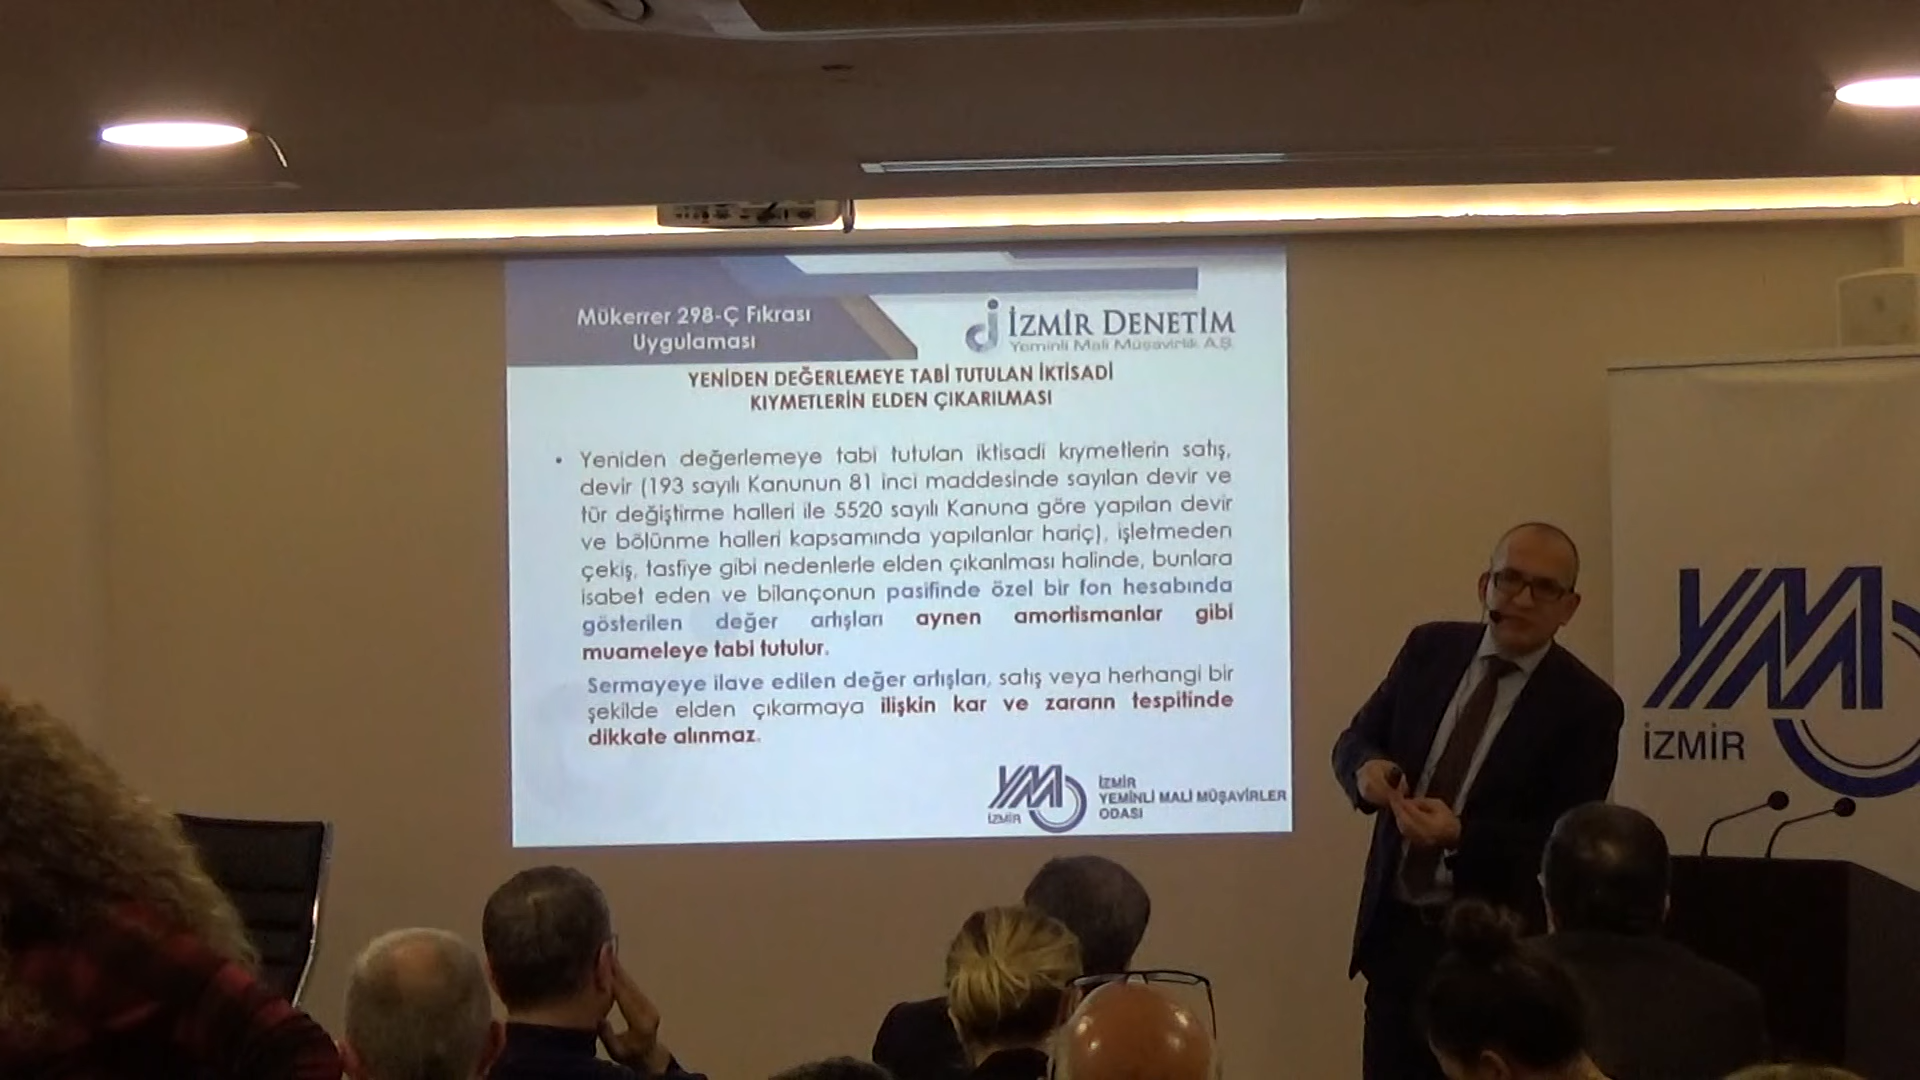 Mükerrer 298-Ç Fıkrası
Uygulaması
İZMİR DENETİM
Yeminli Mali Müşavirlik A.Ş.
YENİDEN DEĞERLEMEYE TABİ TUTULAN İKTİSADİ
KIYMETLERİN ELDEN ÇIKARILMASI
• Yeniden değerlemeye tabi tutulan iktisadi kıymetlerin satış,
devir (193 sayılı Kanunun 81 inci maddesinde sayılan devir ve
tür değiştirme halleri ile 5520 sayılı Kanuna göre yapılan devir
ve bölünme halleri kapsamında yapılanlar hariç), işletmeden
çekiş, tasfiye gibi nedenlerle elden çıkarılması halinde, bunlara
isabet eden ve bilançonun pasifinde özel bir fon hesabında
gösterilen değer artışları aynen amortismanlar gibi
muameleye tabi tutulur.
Sermayeye ilave edilen değer artışları, satış veya herhangi bir
şekilde elden çıkarmaya ilişkin kar ve zararın tespitinde
dikkate alınmaz.
YMMO
İZMİR
İZMİR
YEMİNLİ MALİ MÜŞAVİRLER
ODASI
YMMO
İZMİR